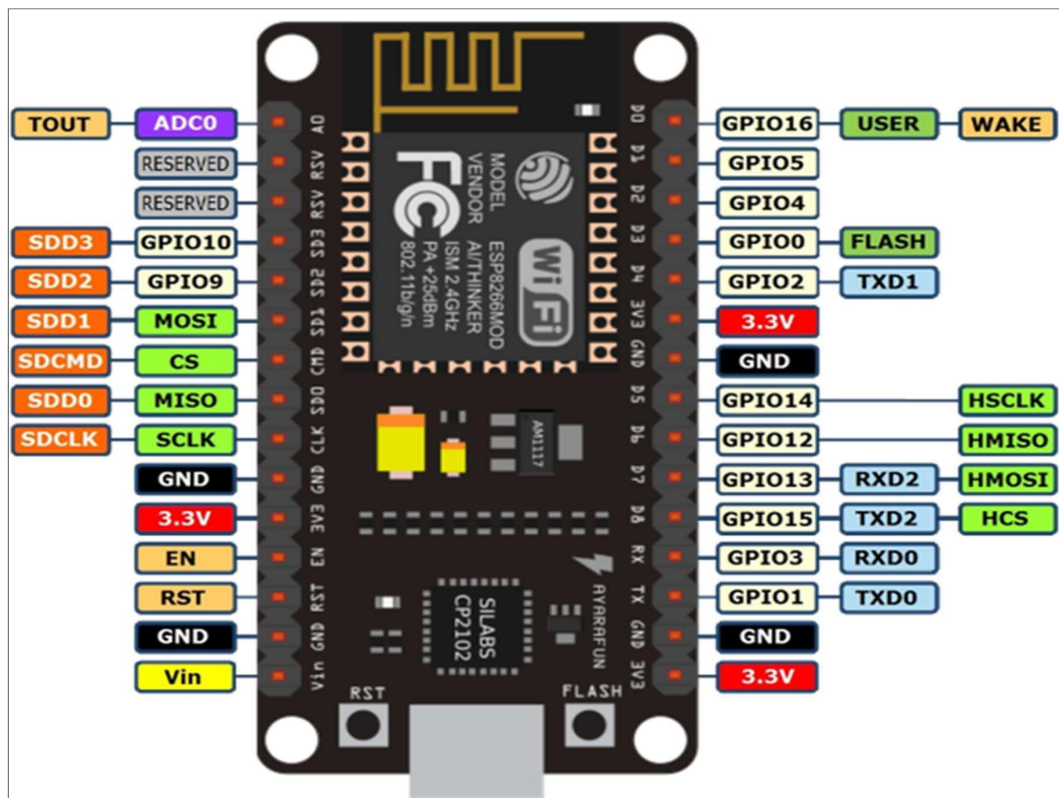 TOUT ADC0
RESERVED
RESERVED
SDD3 GPIO10
SDD2 GPIO9
SDD1 MOSI
SDCMD CS
SDD0 MISO
SDCLK SCLK
GND
3.3V
EN
RST
GND
Vin
A0
RSV
RSV
SD3
SD2
SD1
CMD
SD0
CLK
GND
3V3
EN
RST
GND
Vin
MODEL ESP8266MOD
VENDOR AI/THINKER
ISM 2.4GHz
PA +25dBm
802.11b/g/n
FC
Wi Fi
AM1117
SILABS
CP2102
AYARAFUN
RST
FLASH
D0
D1
D2
D3
D4
3V3
GND
D5
D6
D7
D8
RX
TX
GND
3V3
GPIO16 USER WAKE
GPIO5
GPIO4
GPIO0 FLASH
GPIO2 TXD1
3.3V
GND
GPIO14 HSCLK
GPIO12 HMISO
GPIO13 RXD2 HMOSI
GPIO15 TXD2 HCS
GPIO3 RXD0
GPIO1 TXD0
GND
3.3V